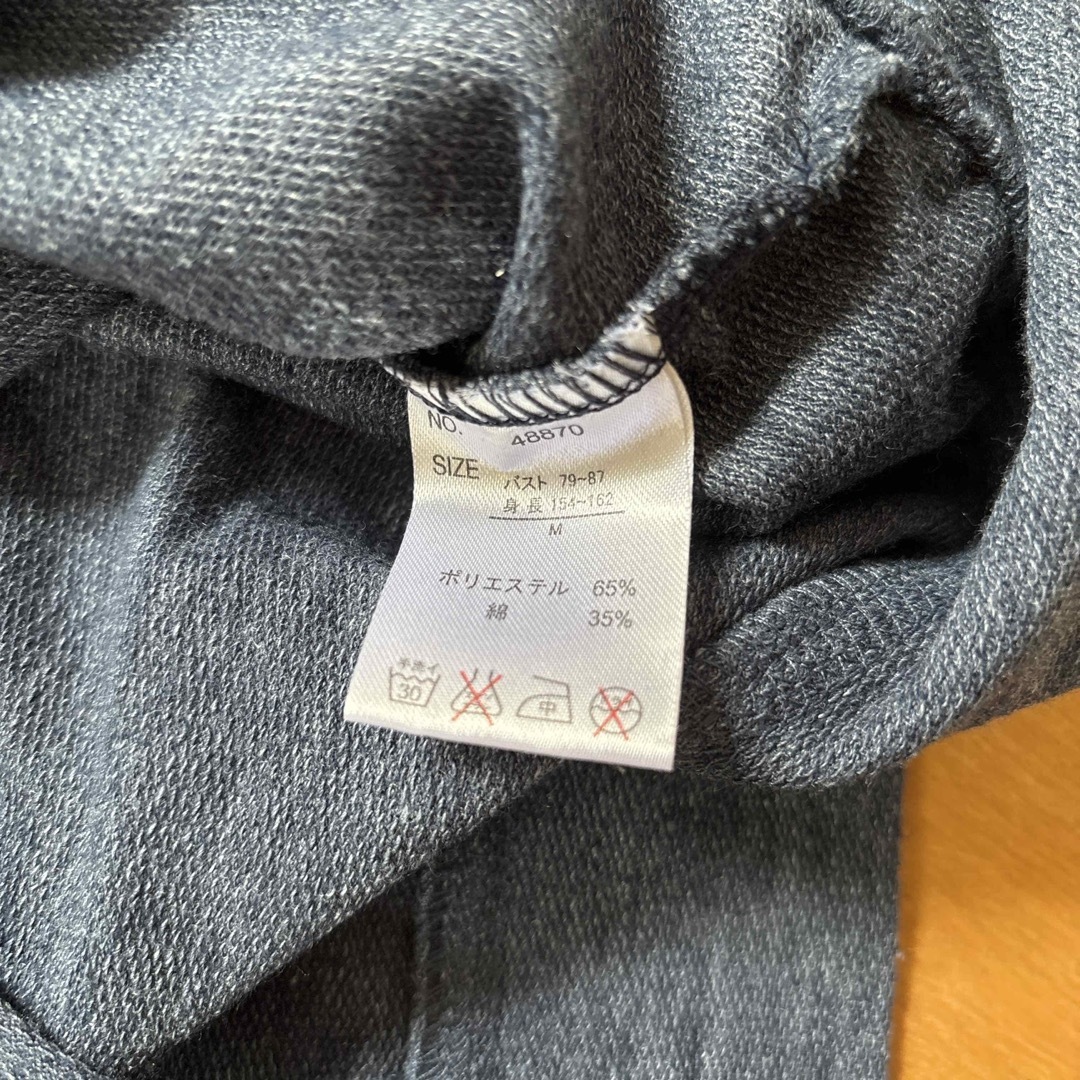 NO. 48870
SIZE バスト 79~87
身長 154~162
M
ポリエステル 65%
綿 35%
手洗イ
30
中